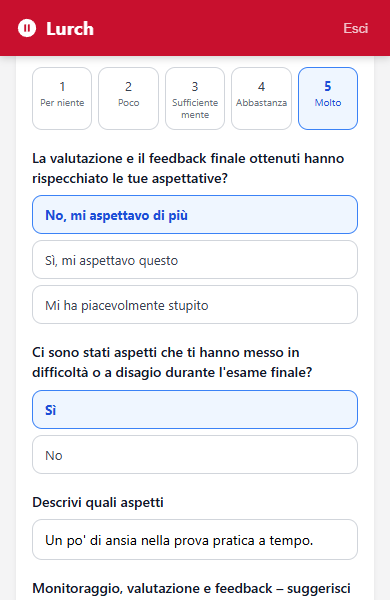 Lurch
Esci
1
Per niente
2
Poco
3
Sufficiente
mente
4
Abbastanza
5
Molto
La valutazione e il feedback finale ottenuti hanno
rispecchiato le tue aspettative?
No, mi aspettavo di più
Sì, mi aspettavo questo
Mi ha piacevolmente stupito
Ci sono stati aspetti che ti hanno messo in
difficoltà o a disagio durante l'esame finale?
Sì
No
Descrivi quali aspetti
Un po' di ansia nella prova pratica a tempo.
Monitoraggio, valutazione e feedback – suggerisci